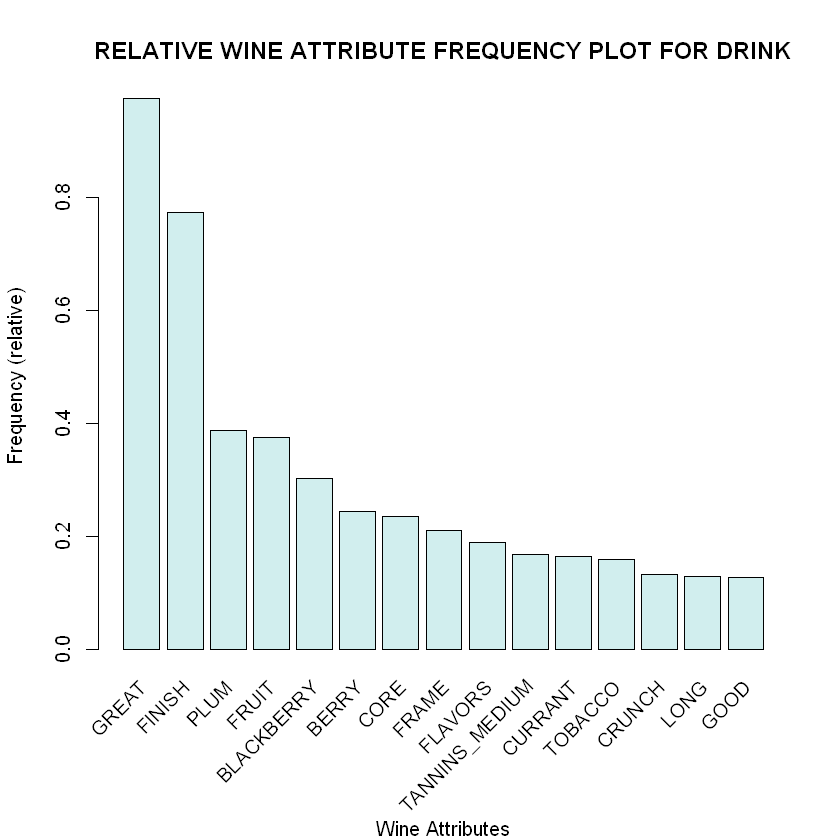 RELATIVE WINE ATTRIBUTE FREQUENCY PLOT FOR DRINK
Frequency (relative)
0.8
0.6
0.4
0.2
0.0
GREAT
FINISH
PLUM
FRUIT
BLACKBERRY
BERRY
CORE
FRAME
FLAVORS
TANNINS_MEDIUM
CURRANT
TOBACCO
CRUNCH
LONG
GOOD
Wine Attributes